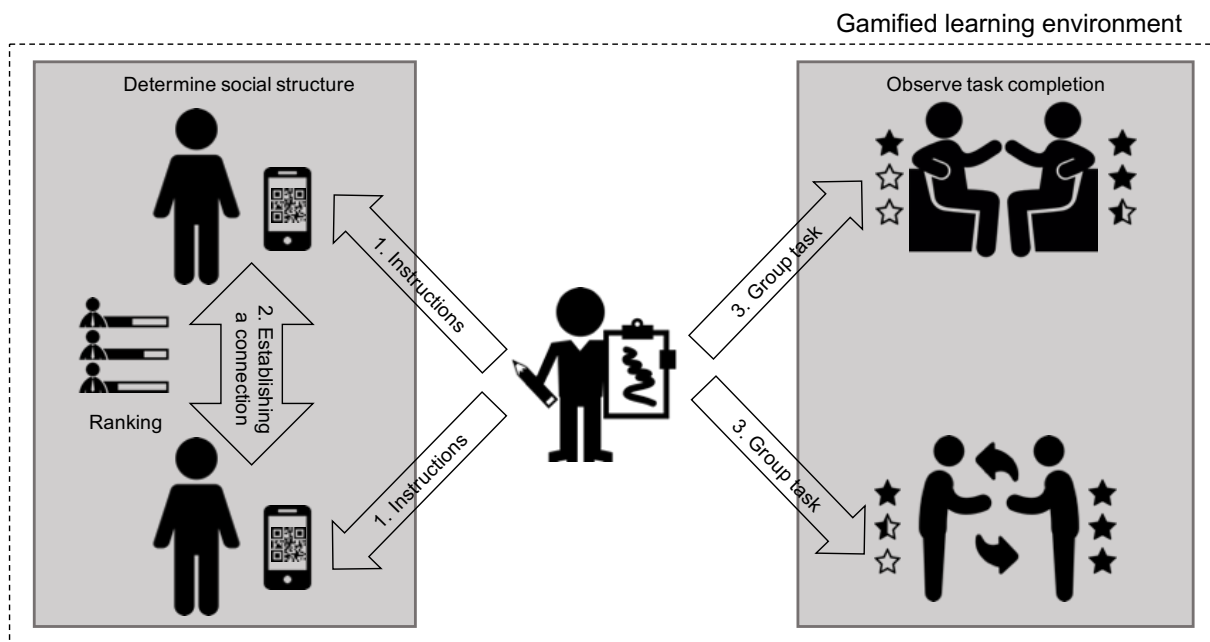 Gamified learning environment
Determine social structure
1. Instructions
2. Establishing
a connection
Ranking
1. Instructions
Observe task completion
3. Group task
3. Group task